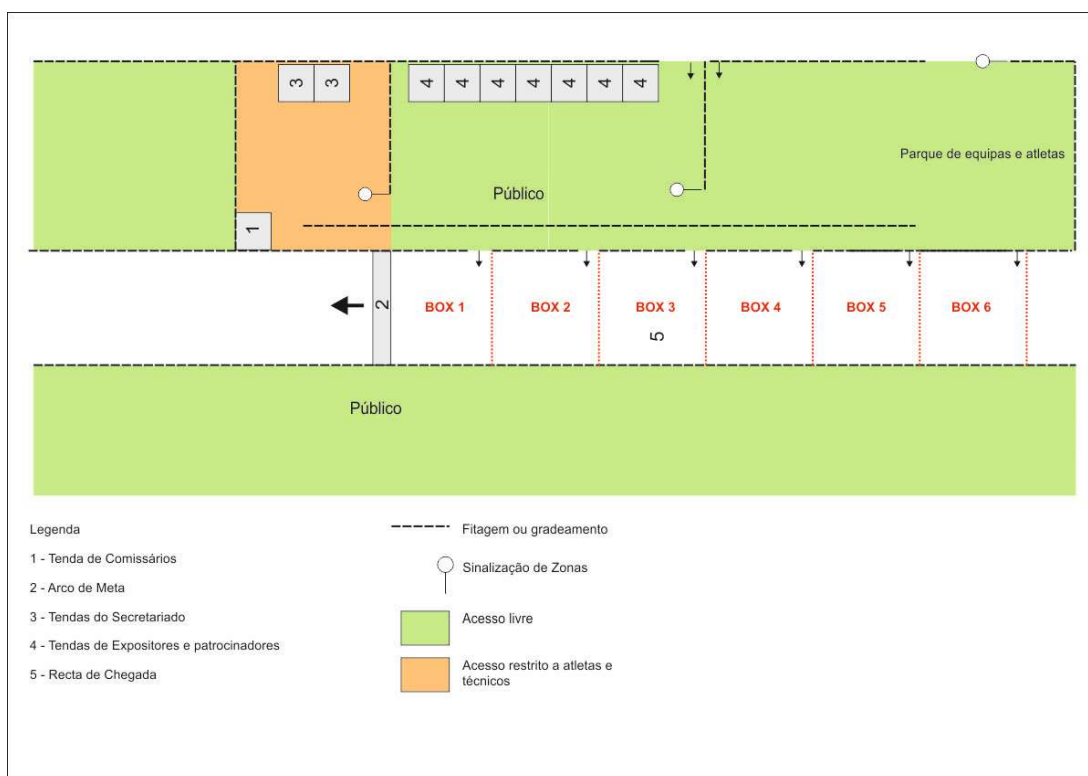 3 3 4 4 4 4 4 4 4
Parque de equipas e atletas
Público
1
2 BOX 1 BOX 2 BOX 3 BOX 4 BOX 5 BOX 6
5
Público
Legenda
1 - Tenda de Comissários
2 - Arco de Meta
3 - Tendas do Secretariado
4 - Tendas de Expositores e patrocinadores
5 - Recta de Chegada
Fitagem ou gradeamento
Sinalização de Zonas
Acesso livre
Acesso restrito a atletas e
técnicos